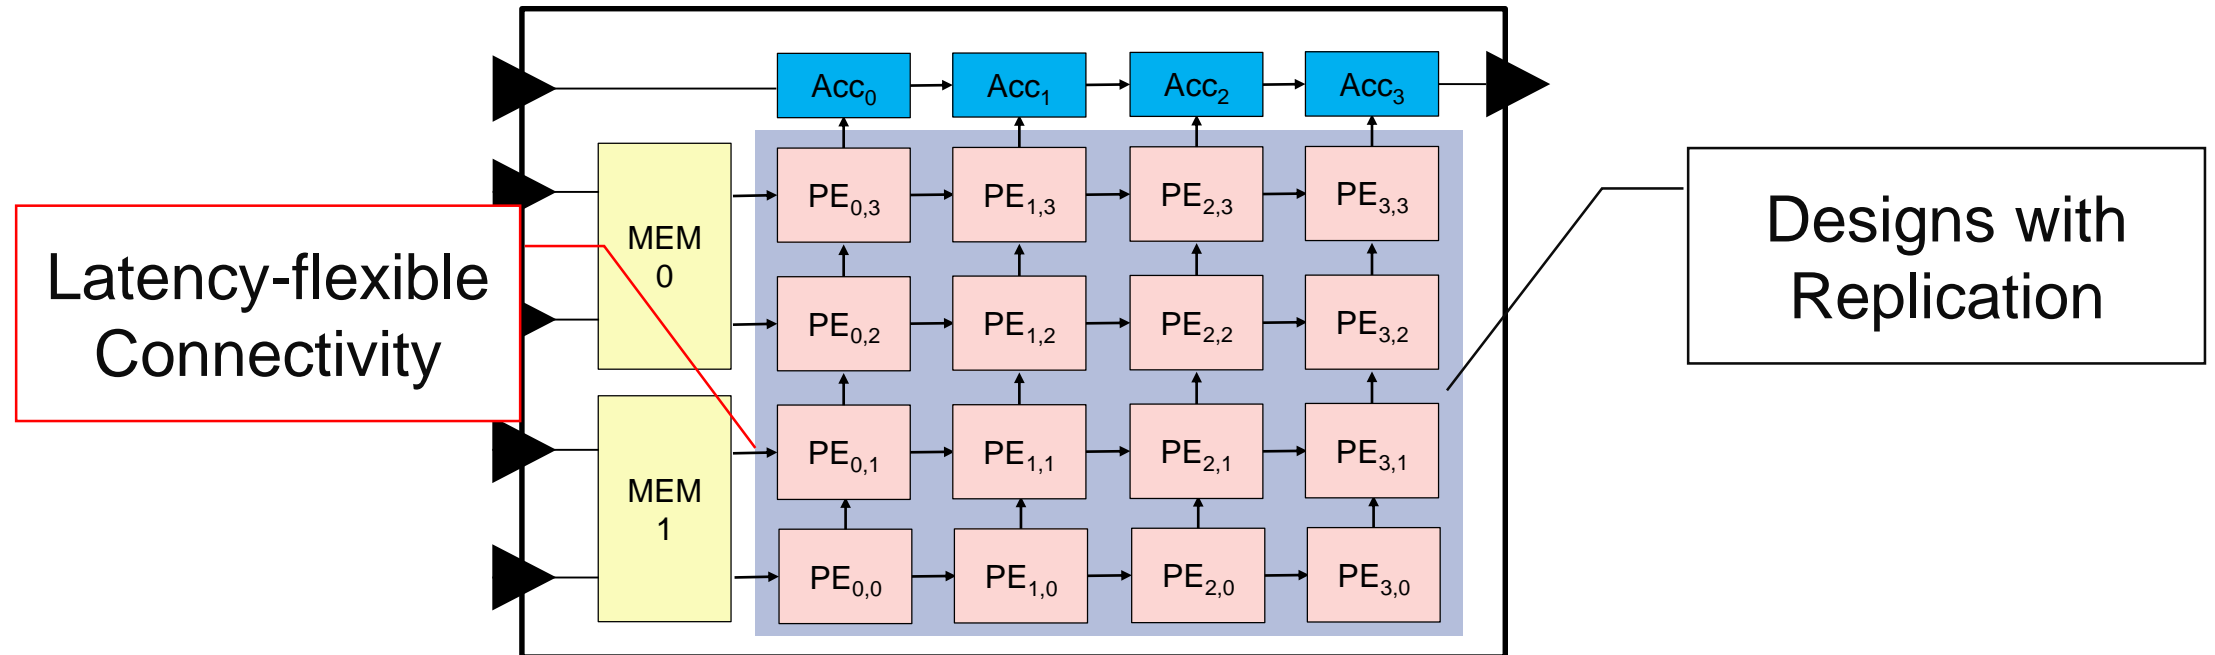 Acc0 Acc1 Acc2 Acc3
PE0,3 PE1,3 PE2,3 PE3,3
MEM
0
PE0,2 PE1,2 PE2,2 PE3,2
PE0,1 PE1,1 PE2,1 PE3,1
MEM
1
PE0,0 PE1,0 PE2,0 PE3,0
Latency-flexible
Connectivity
Designs with
Replication